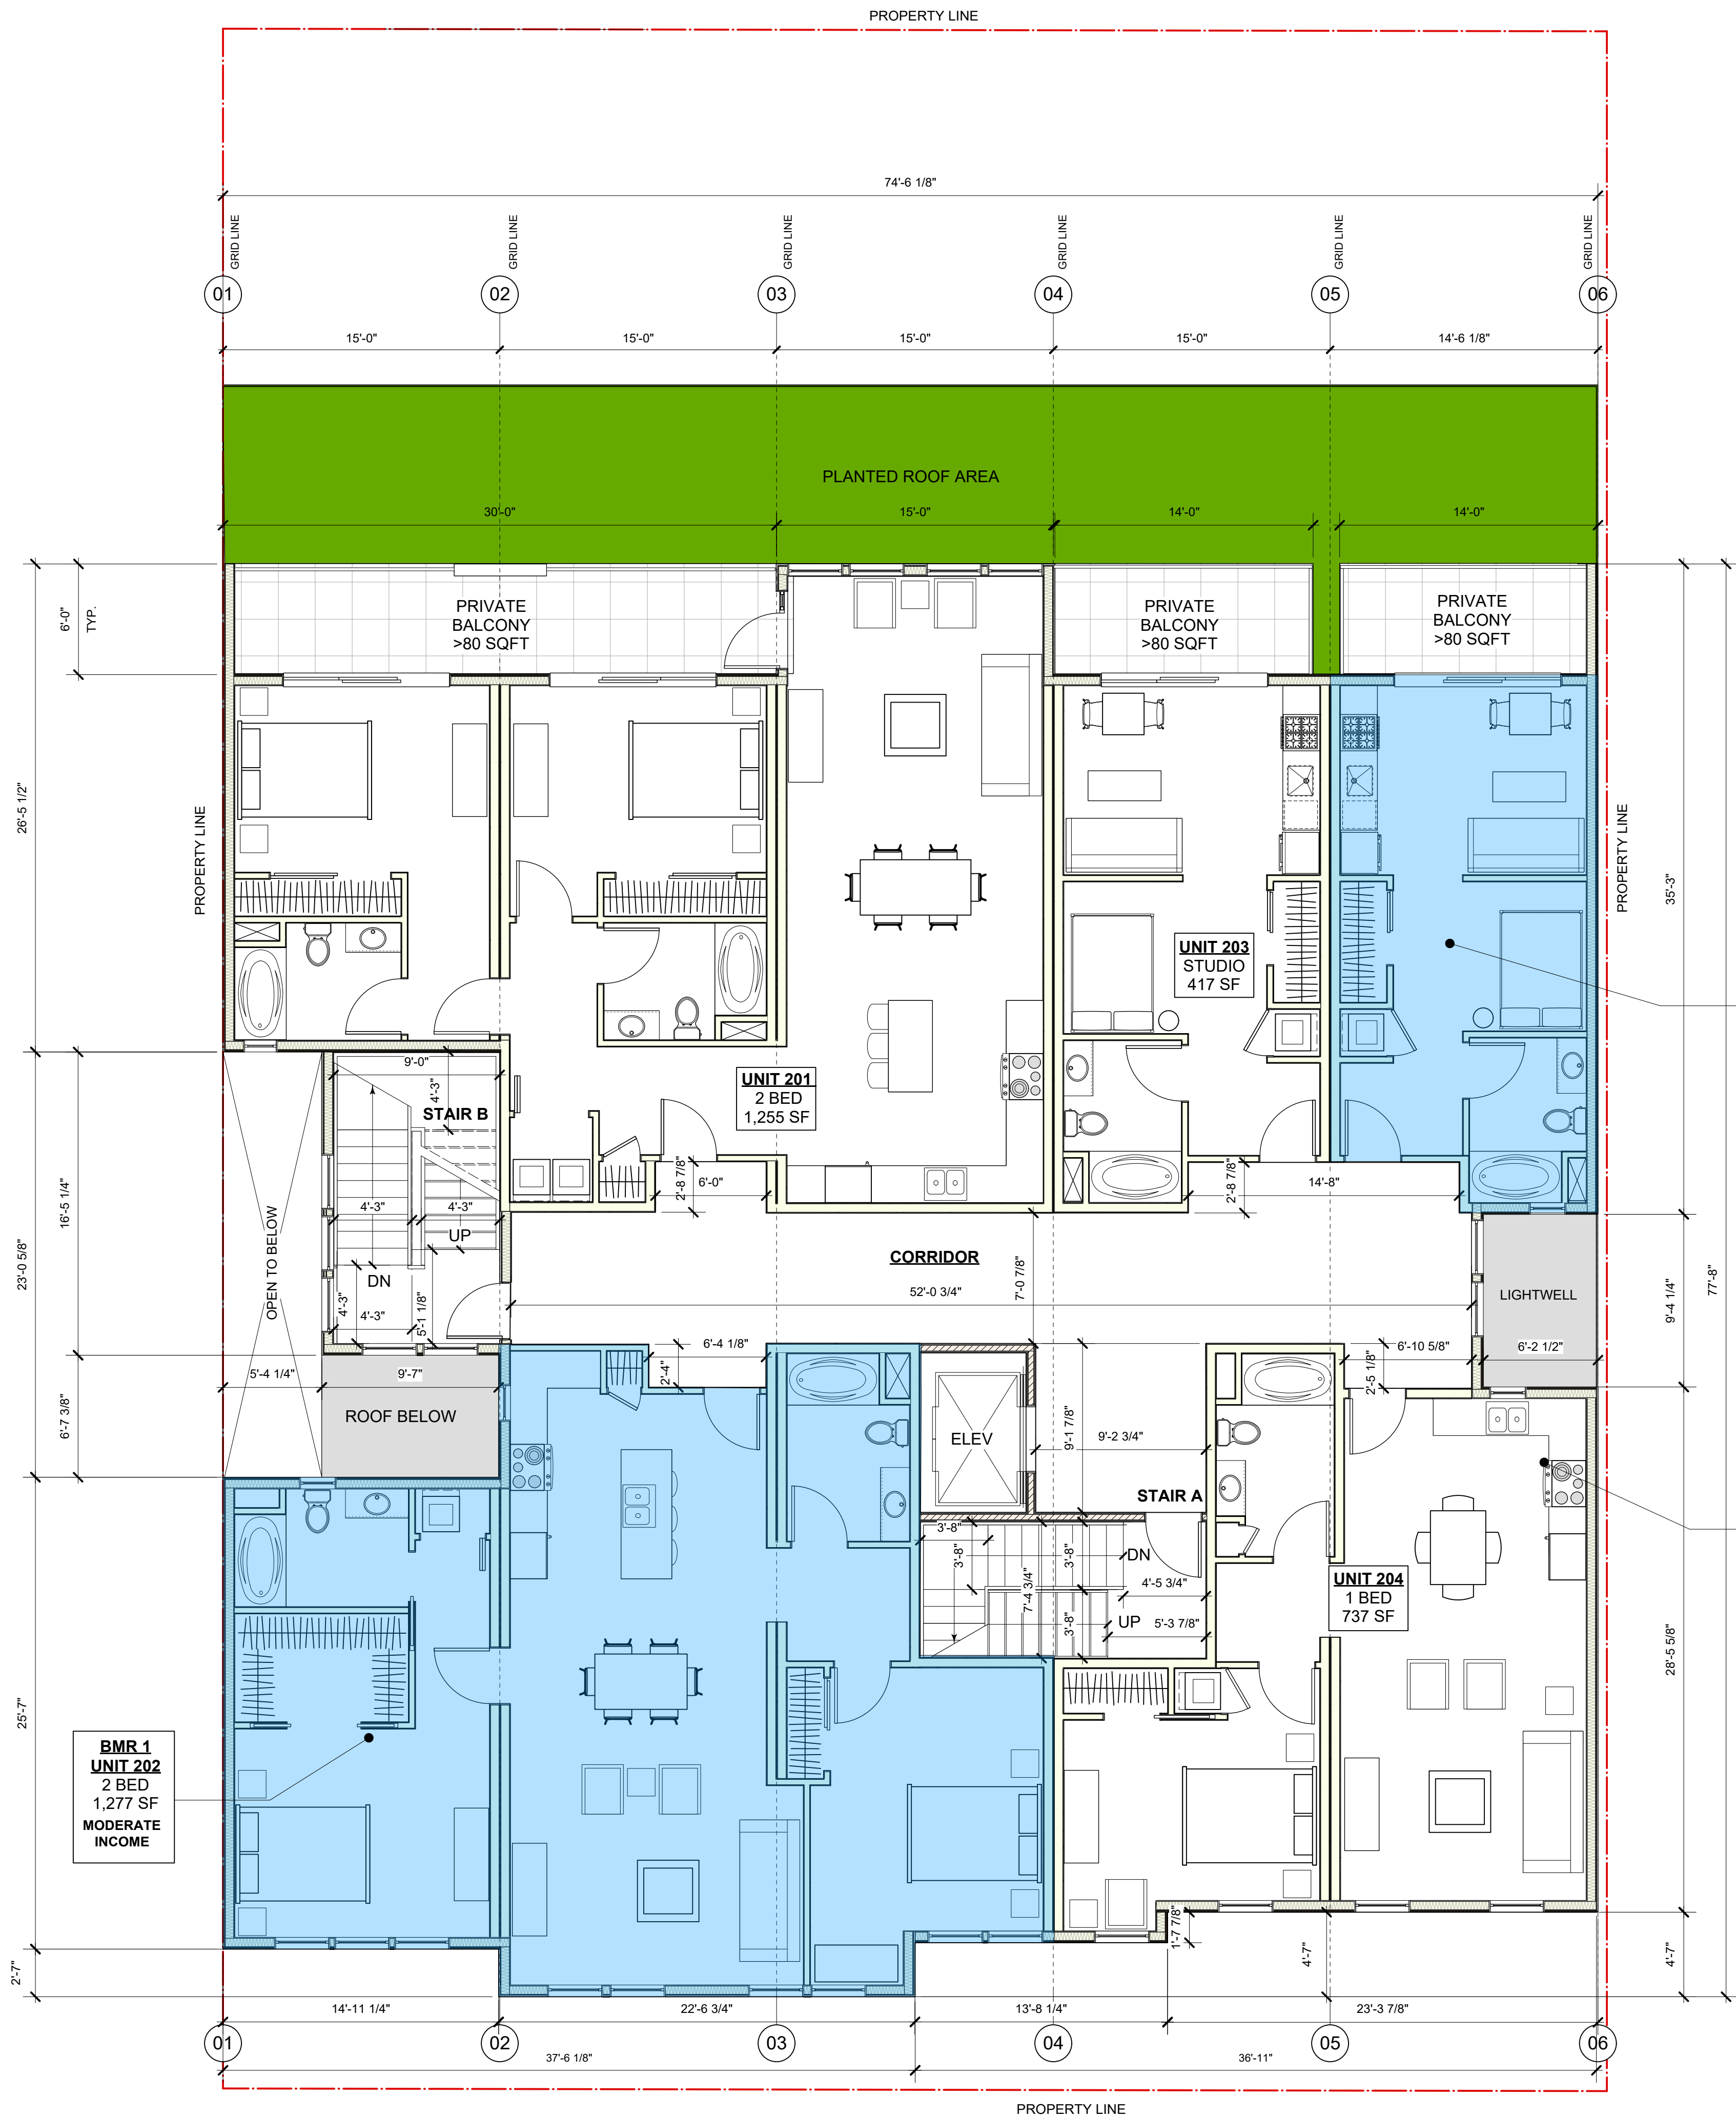 PROPERTY LINE
74'-6 1/8"
GRID LINE
GRID LINE
GRID LINE
GRID LINE
GRID LINE
GRID LINE
01
02
03
04
05
06
15'-0"
15'-0"
15'-0"
15'-0"
14'-6 1/8"
PLANTED ROOF AREA
30'-0"
15'-0"
14'-0"
14'-0"
6'-0"
TYP.
PRIVATE
BALCONY
>80 SQFT
PRIVATE
BALCONY
>80 SQFT
PRIVATE
BALCONY
>80 SQFT
26'-5 1/2"
PROPERTY LINE
PROPERTY LINE
35'-3"
UNIT 203
STUDIO
417 SF
UNIT 201
2 BED
1,255 SF
9'-0"
4'-3"
STAIR B
4'-3"
4'-3"
UP
DN
4'-3"
4'-3"
5'-1 1/8"
OPEN TO BELOW
16'-5 1/4"
23'-0 5/8"
6'-7 3/8"
2'-8 7/8"
6'-0"
2'-8 7/8"
14'-8"
CORRIDOR
52'-0 3/4"
7'-0 7/8"
LIGHTWELL
9'-4 1/4"
77'-8"
5'-4 1/4"
9'-7"
ROOF BELOW
6'-4 1/8"
2'-4"
6'-10 5/8"
2'-5 1/8"
6'-2 1/2"
ELEV
9'-1 7/8"
9'-2 3/4"
STAIR A
3'-8"
3'-8"
7'-4 3/4"
3'-8"
DN
4'-5 3/4"
3'-8"
UP
5'-3 7/8"
UNIT 204
1 BED
737 SF
28'-5 5/8"
25'-7"
BMR 1
UNIT 202
2 BED
1,277 SF
MODERATE
INCOME
2'-7"
1'-7 7/8"
4'-7"
4'-7"
14'-11 1/4"
22'-6 3/4"
13'-8 1/4"
23'-3 7/8"
01
02
03
04
05
06
37'-6 1/8"
36'-11"
PROPERTY LINE